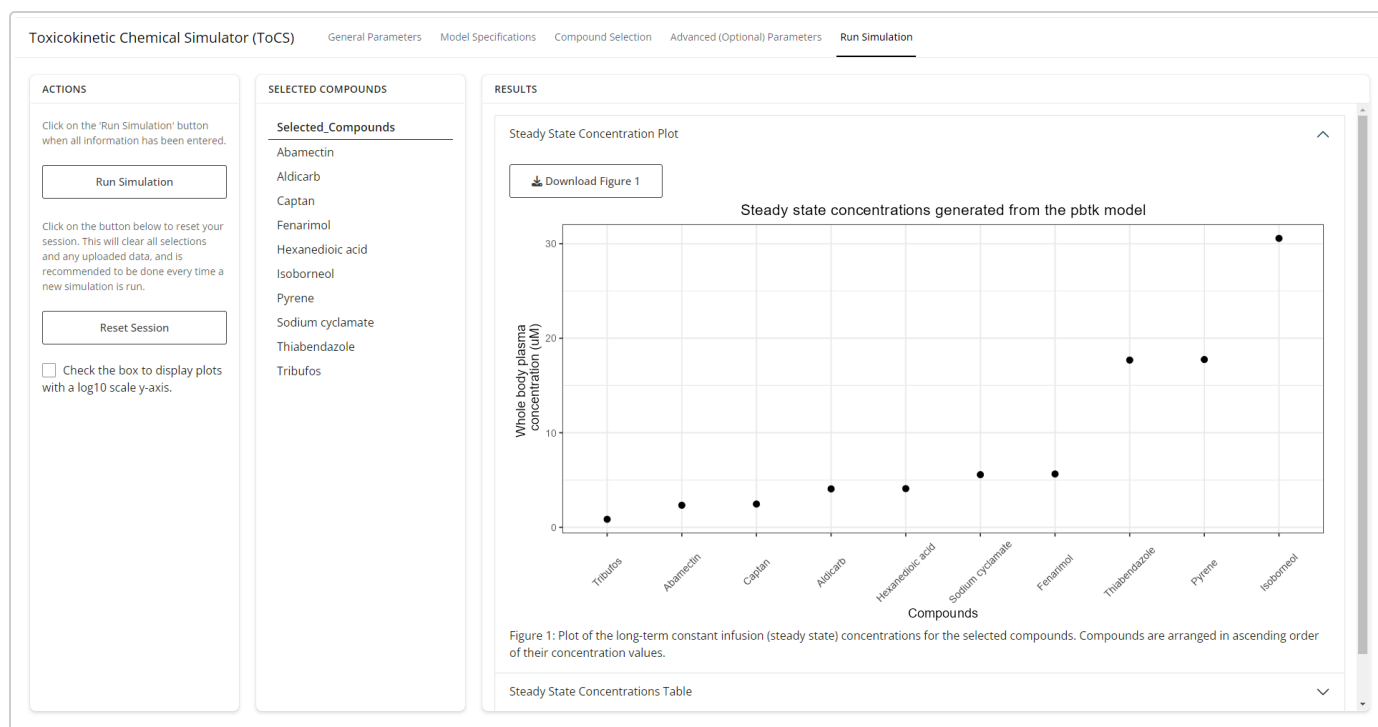 Toxicokinetic Chemical Simulator (ToCS)
General Parameters
Model Specifications
Compound Selection
Advanced (Optional) Parameters
Run Simulation
ACTIONS
Click on the 'Run Simulation' button
when all information has been entered.
Run Simulation
Click on the button below to reset your
session. This will clear all selections
and any uploaded data, and is
recommended to be done every time a
new simulation is run.
Reset Session
Check the box to display plots
with a log10 scale y-axis.
SELECTED COMPOUNDS
Selected_Compounds
Abamectin
Aldicarb
Captan
Fenarimol
Hexanedioic acid
Isoborneol
Pyrene
Sodium cyclamate
Thiabendazole
Tribufos
RESULTS
Steady State Concentration Plot
Download Figure 1
Steady state concentrations generated from the pbtk model
Whole body plasma
concentration (uM)
30
20
10
0
Tribufos
Abamectin
Captan
Aldicarb
Hexanedioic acid
Sodium cyclamate
Fenarimol
Thiabendazole
Pyrene
Isoborneol
Compounds
Figure 1: Plot of the long-term constant infusion (steady state) concentrations for the selected compounds. Compounds are arranged in ascending order
of their concentration values.
Steady State Concentrations Table